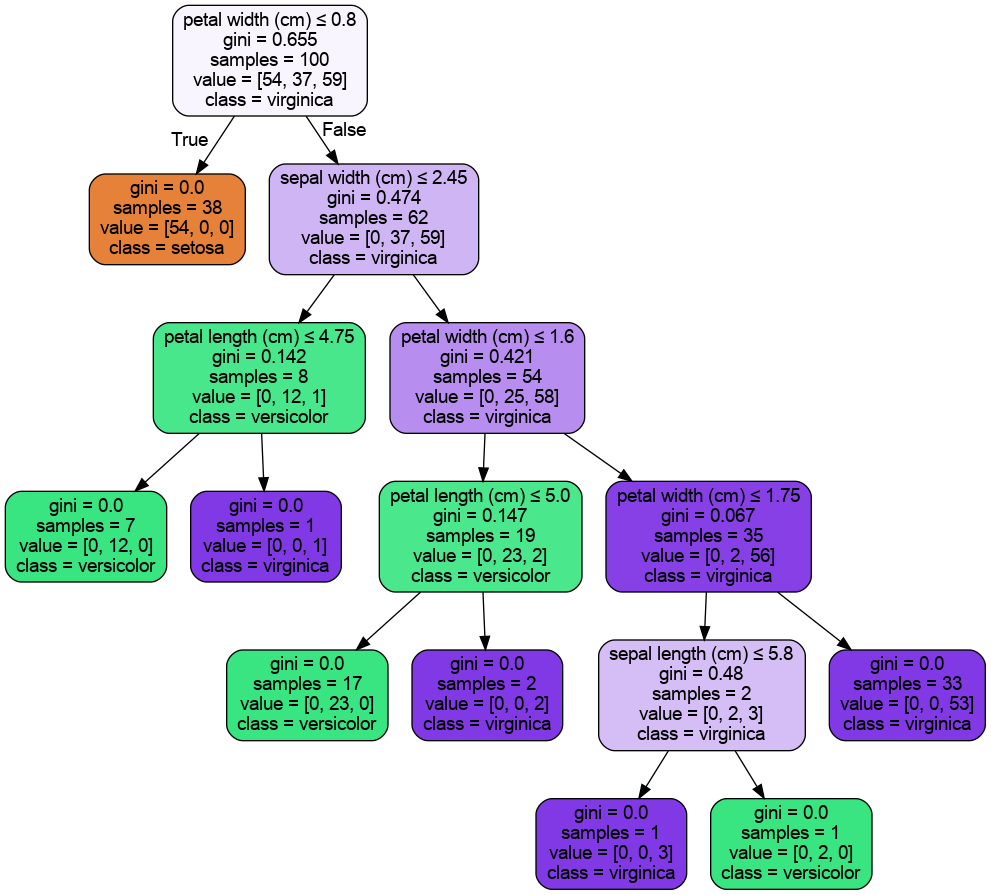 petal width (cm) ≤ 0.8
gini = 0.655
samples = 100
value = [54, 37, 59]
class = virginica
True
False
gini = 0.0
samples = 38
value = [54, 0, 0]
class = setosa
sepal width (cm) ≤ 2.45
gini = 0.474
samples = 62
value = [0, 37, 59]
class = virginica
petal length (cm) ≤ 4.75
gini = 0.142
samples = 8
value = [0, 12, 1]
class = versicolor
petal width (cm) ≤ 1.6
gini = 0.421
samples = 54
value = [0, 25, 58]
class = virginica
gini = 0.0
samples = 7
value = [0, 12, 0]
class = versicolor
gini = 0.0
samples = 1
value = [0, 0, 1]
class = virginica
petal length (cm) ≤ 5.0
gini = 0.147
samples = 19
value = [0, 23, 2]
class = versicolor
petal width (cm) ≤ 1.75
gini = 0.067
samples = 35
value = [0, 2, 56]
class = virginica
gini = 0.0
samples = 17
value = [0, 23, 0]
class = versicolor
gini = 0.0
samples = 2
value = [0, 0, 2]
class = virginica
sepal length (cm) ≤ 5.8
gini = 0.48
samples = 2
value = [0, 2, 3]
class = virginica
gini = 0.0
samples = 33
value = [0, 0, 53]
class = virginica
gini = 0.0
samples = 1
value = [0, 0, 3]
class = virginica
gini = 0.0
samples = 1
value = [0, 2, 0]
class = versicolor